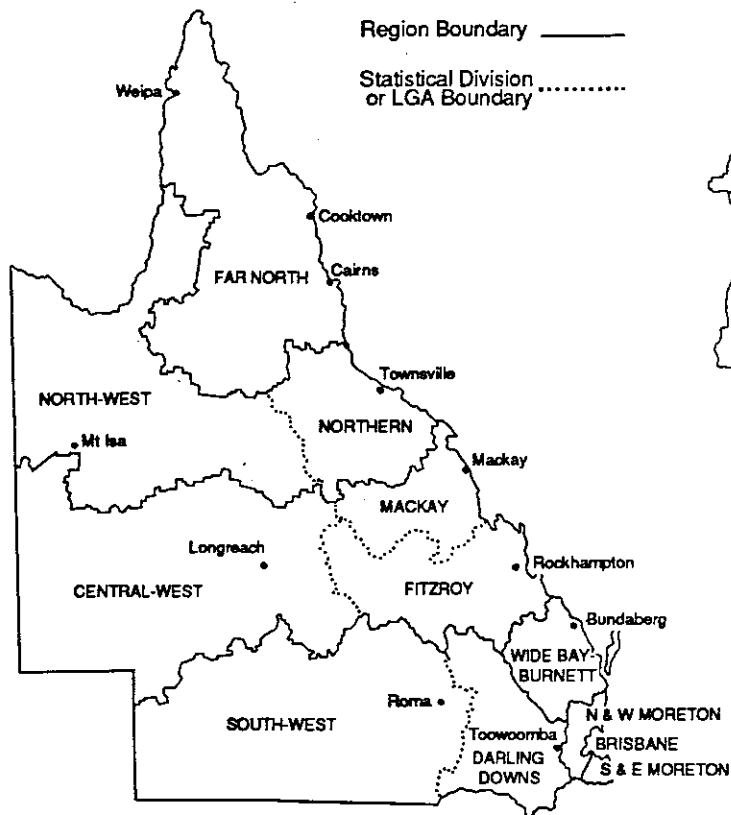 Region Boundary
Statistical Division
or LGA Boundary
Weipa
Cooktown
FAR NORTH
Cairns
Townsville
NORTH-WEST
NORTHERN
Mt Isa
Mackay
MACKAY
Longreach
Rockhampton
CENTRAL-WEST
FITZROY
Bundaberg
WIDE BAY-
BURNETT
Roma
SOUTH-WEST
N & W MORETON
Toowoomba
BRISBANE
DARLING
DOWNS
S & E MORETON